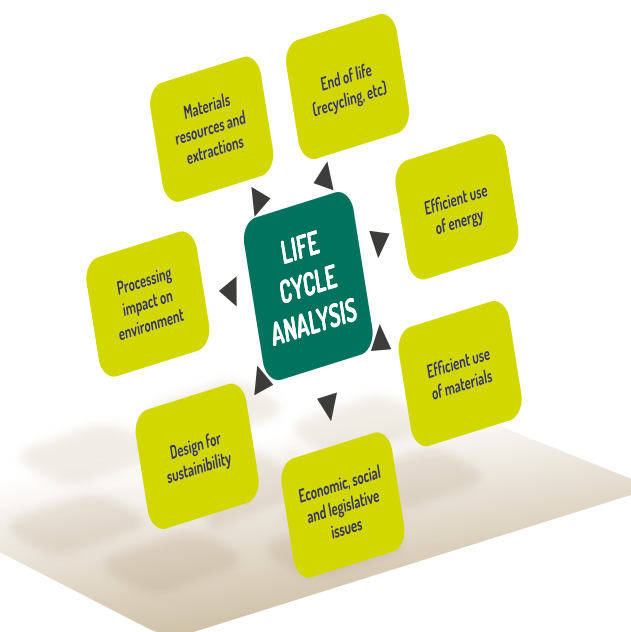 End of life
(recycling, etc)
Materials
resources and
extractions
Efficient use
of energy
LIFE
CYCLE
ANALYSIS
Processing
impact on
environment
Efficient use
of materials
Design for
sustainibility
Economic, social
and legislative
issues